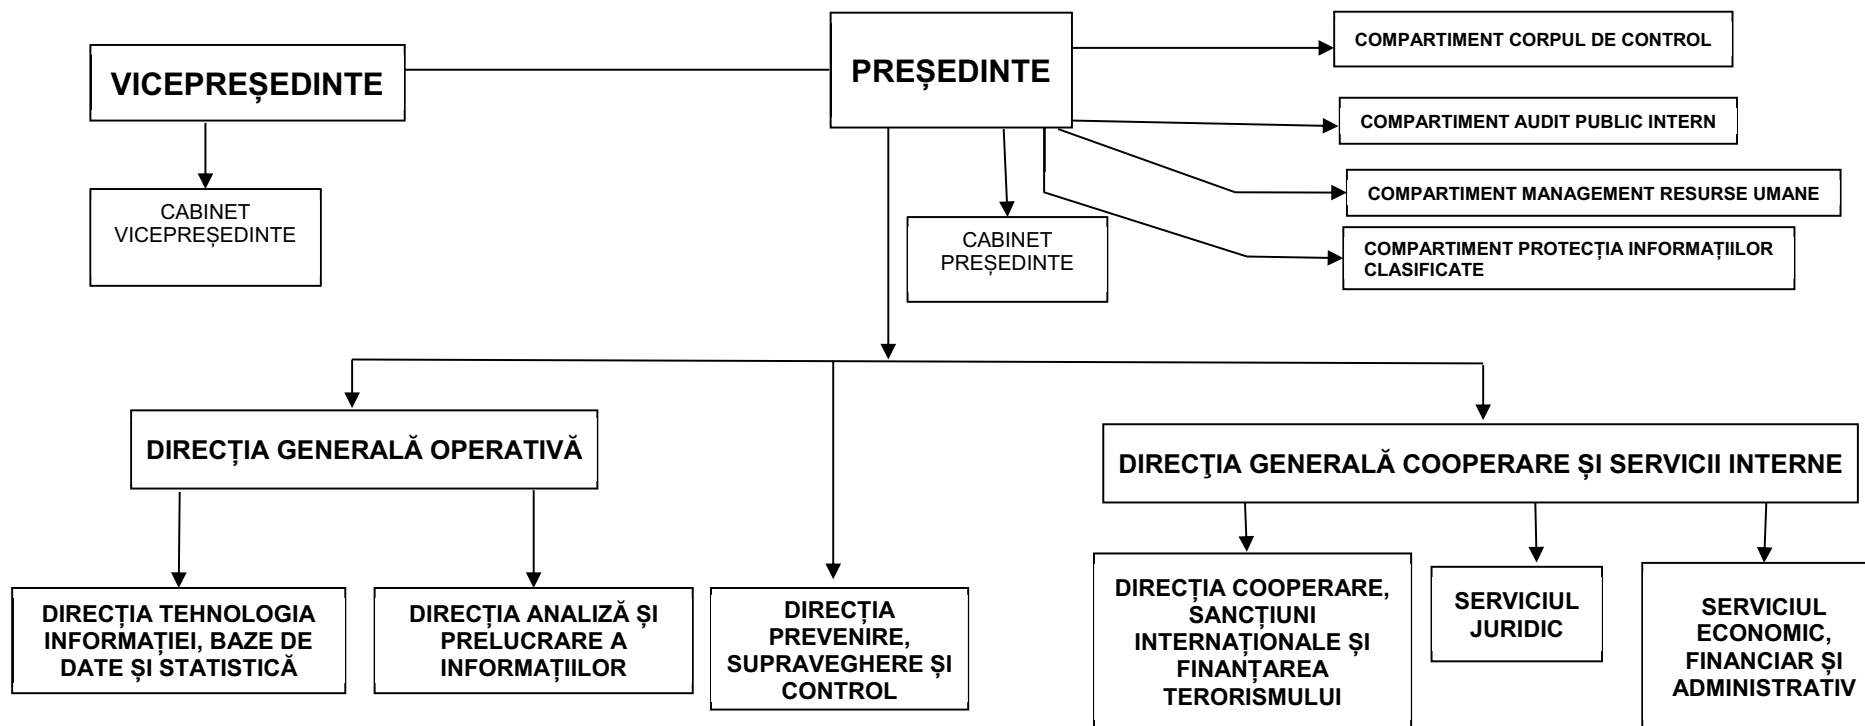 VICEPREȘEDINTE
PREȘEDINTE
COMPARTIMENT CORPUL DE CONTROL
COMPARTIMENT AUDIT PUBLIC INTERN
COMPARTIMENT MANAGEMENT RESURSE UMANE
COMPARTIMENT PROTECȚIA INFORMAȚIILOR
CLASIFICATE
CABINET
VICEPREȘEDINTE
CABINET
PREȘEDINTE
DIRECȚIA GENERALĂ OPERATIVĂ
DIRECŢIA GENERALĂ COOPERARE ȘI SERVICII INTERNE
DIRECȚIA TEHNOLOGIA
INFORMAȚIEI, BAZE DE
DATE ȘI STATISTICĂ
DIRECȚIA ANALIZĂ ȘI
PRELUCRARE A
INFORMAȚIILOR
DIRECȚIA
PREVENIRE,
SUPRAVEGHERE ȘI
CONTROL
DIRECȚIA COOPERARE,
SANCȚIUNI
INTERNAȚIONALE ȘI
FINANȚAREA
TERORISMULUI
SERVICIUL
JURIDIC
SERVICIUL
ECONOMIC,
FINANCIAR ȘI
ADMINISTRATIV